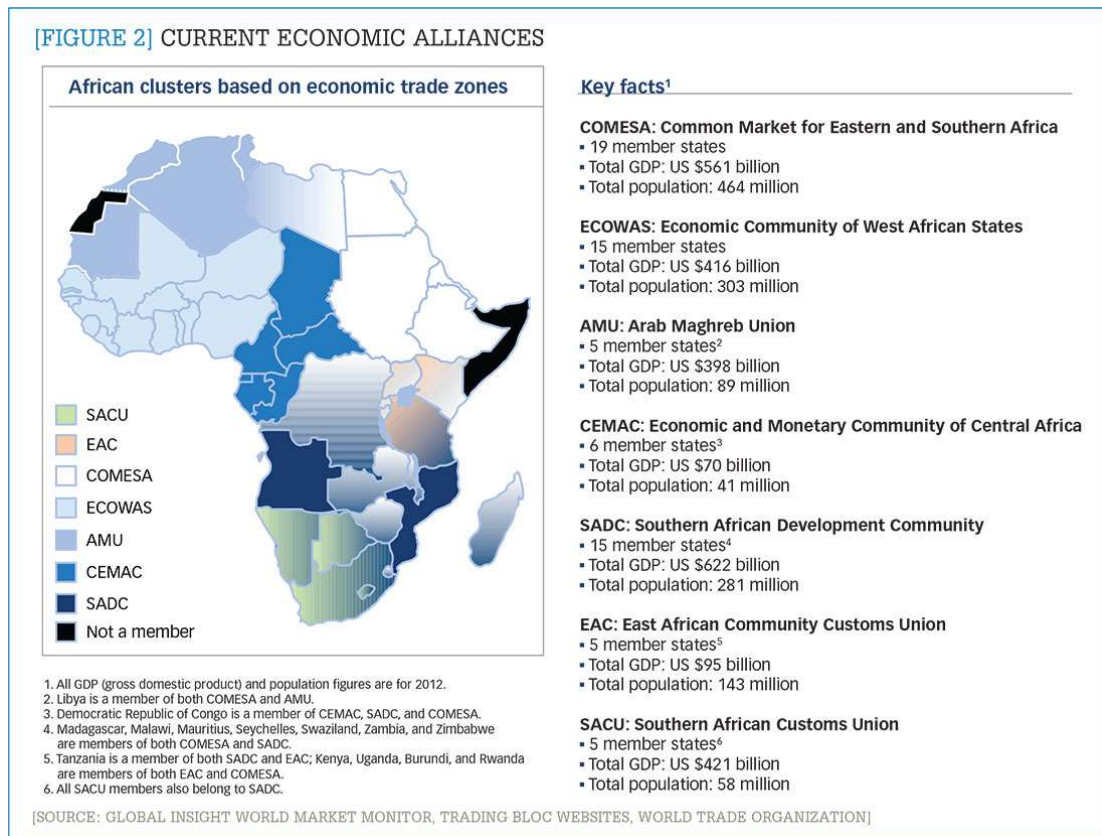 [FIGURE 2] CURRENT ECONOMIC ALLIANCES
African clusters based on economic trade zones
SACU
EAC
COMESA
ECOWAS
AMU
CEMAC
SADC
Not a member
1. All GDP (gross domestic product) and population figures are for 2012.
2. Libya is a member of both COMESA and AMU.
3. Democratic Republic of Congo is a member of CEMAC, SADC, and COMESA.
4. Madagascar, Malawi, Mauritius, Seychelles, Swaziland, Zambia, and Zimbabwe
are members of both COMESA and SADC.
5. Tanzania is a member of both SADC and EAC; Kenya, Uganda, Burundi, and Rwanda
are members of both EAC and COMESA.
6. All SACU members also belong to SADC.
Key facts¹
COMESA: Common Market for Eastern and Southern Africa
▪ 19 member states
▪ Total GDP: US $561 billion
▪ Total population: 464 million
ECOWAS: Economic Community of West African States
▪ 15 member states
▪ Total GDP: US $416 billion
▪ Total population: 303 million
AMU: Arab Maghreb Union
▪ 5 member states²
▪ Total GDP: US $398 billion
▪ Total population: 89 million
CEMAC: Economic and Monetary Community of Central Africa
▪ 6 member states³
▪ Total GDP: US $70 billion
▪ Total population: 41 million
SADC: Southern African Development Community
▪ 15 member states⁴
▪ Total GDP: US $622 billion
▪ Total population: 281 million
EAC: East African Community Customs Union
▪ 5 member states⁵
▪ Total GDP: US $95 billion
▪ Total population: 143 million
SACU: Southern African Customs Union
▪ 5 member states⁶
▪ Total GDP: US $421 billion
▪ Total population: 58 million
[SOURCE: GLOBAL INSIGHT WORLD MARKET MONITOR, TRADING BLOC WEBSITES, WORLD TRADE ORGANIZATION]